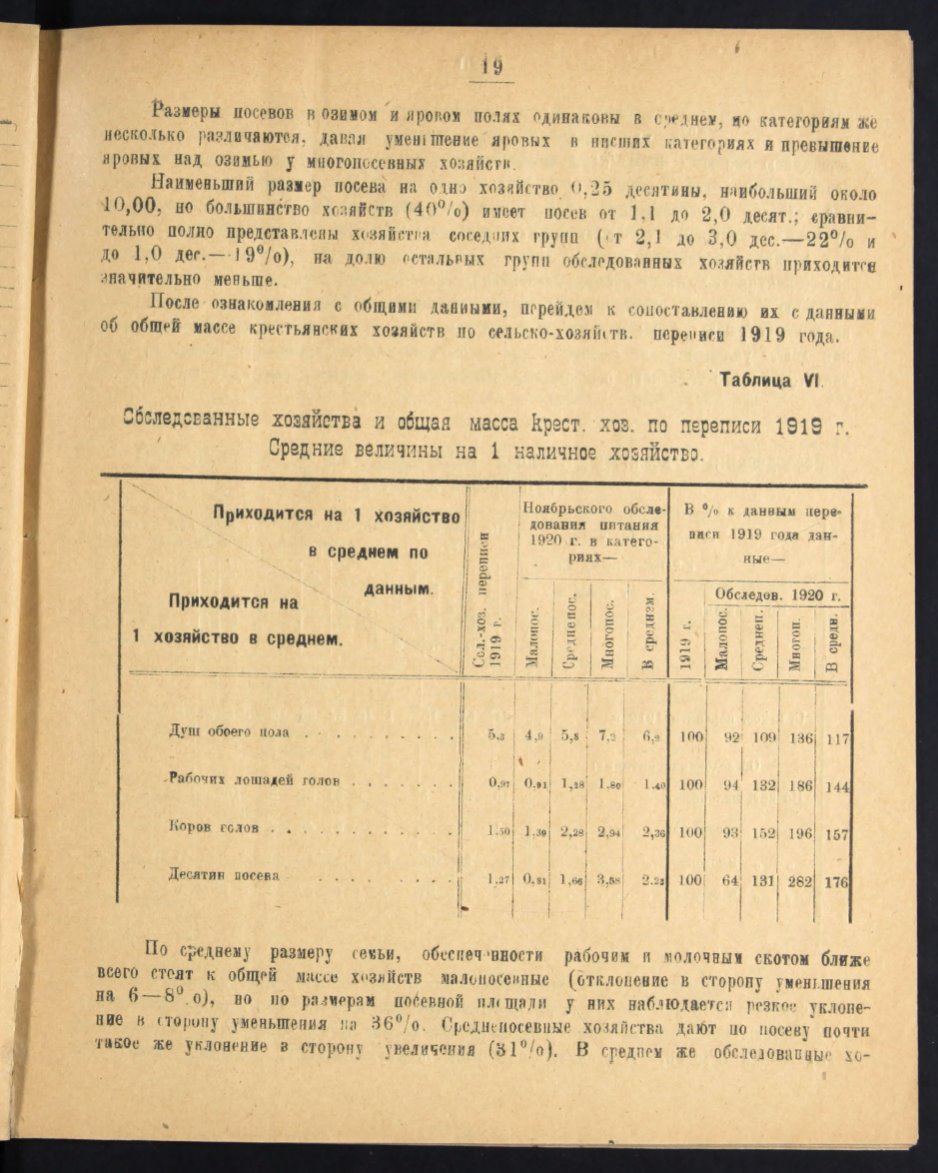 19
Размеры посевов в озимом и яровом полях одинаковы в среднем, по категориям же
несколько различаются, давая уменьшение яровых в низших категориях и превышение
яровых над озимью у многопосевных хозяйств.
Наименьший размер посева на одно хозяйство 0,25 десятины, наибольший около
10,00, но большинство хозяйств (40%) имеет посев от 1,1 до 2,0 десят.; сравни-
тельно полно представлены хозяйства соседних групп (от 2,1 до 3,0 дес.—22% и
до 1,0 дес.—19%), на долю остальных групп обследованных хозяйств приходится
значительно меньше.
После ознакомления с общими данными, перейдем к сопоставлению их с данными
об общей массе крестьянских хозяйств по сельско-хозяйств. переписи 1919 года.
Таблица VI.
Обследованные хозяйства и общая масса крест. хоз. по переписи 1919 г.
Средние величины на 1 наличное хозяйство.
Приходится на 1 хозяйство
в среднем по
данным.
Приходится на
1 хозяйство в среднем.
Сел.-хоз. переписи
1919 г.
Ноябрьского обсле-
дования питания
1920 г. в катего-
риях—
Малопос.
Среднепос.
Многопос.
В среднем.
В % к данным пере-
писи 1919 года дан-
ные—
1919 г.
Обследов. 1920 г.
Малопос.
Среднеп.
Многоп.
В средн.
Душ обоего пола . . . . . . . . . . 5,3 4,9 5,8 7,2 6,2 100 92 109 136 117
Рабочих лошадей голов . . . . . . . 0,97 0,91 1,28 1,80 1,40 100 94 132 186 144
Коров голов . . . . . . . . . . . . 1,50 1,39 2,28 2,94 2,36 100 93 152 196 157
Десятин посева . . . . . . . . 1,27 0,81 1,66 3,58 2,23 100 64 131 282 176
По среднему размеру семьи, обеспеченности рабочим и молочным скотом ближе
всего стоят к общей массе хозяйств малопосевные (отклонение в сторону уменьшения
на 6—8%), но по размерам посевной площади у них наблюдается резкое уклоне-
ние в сторону уменьшения на 36%. Среднепосевные хозяйства дают по посеву почти
такое же уклонение в сторону увеличения (31%). В среднем же обследованные хо-